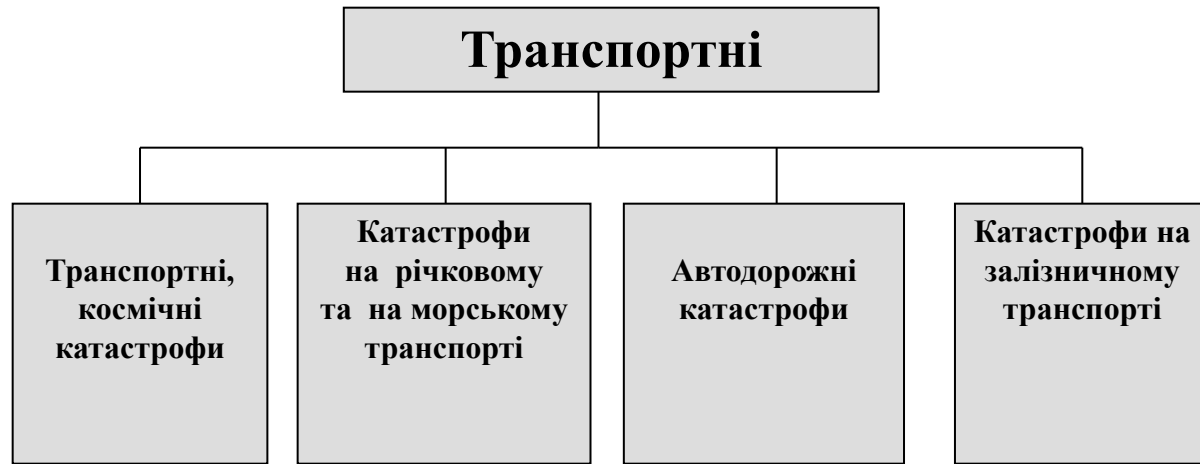 Транспортні
Транспортні,
космічні
катастрофи
Катастрофи
на річковому
та на морському
транспорті
Автодорожні
катастрофи
Катастрофи на
залізничному
транспорті